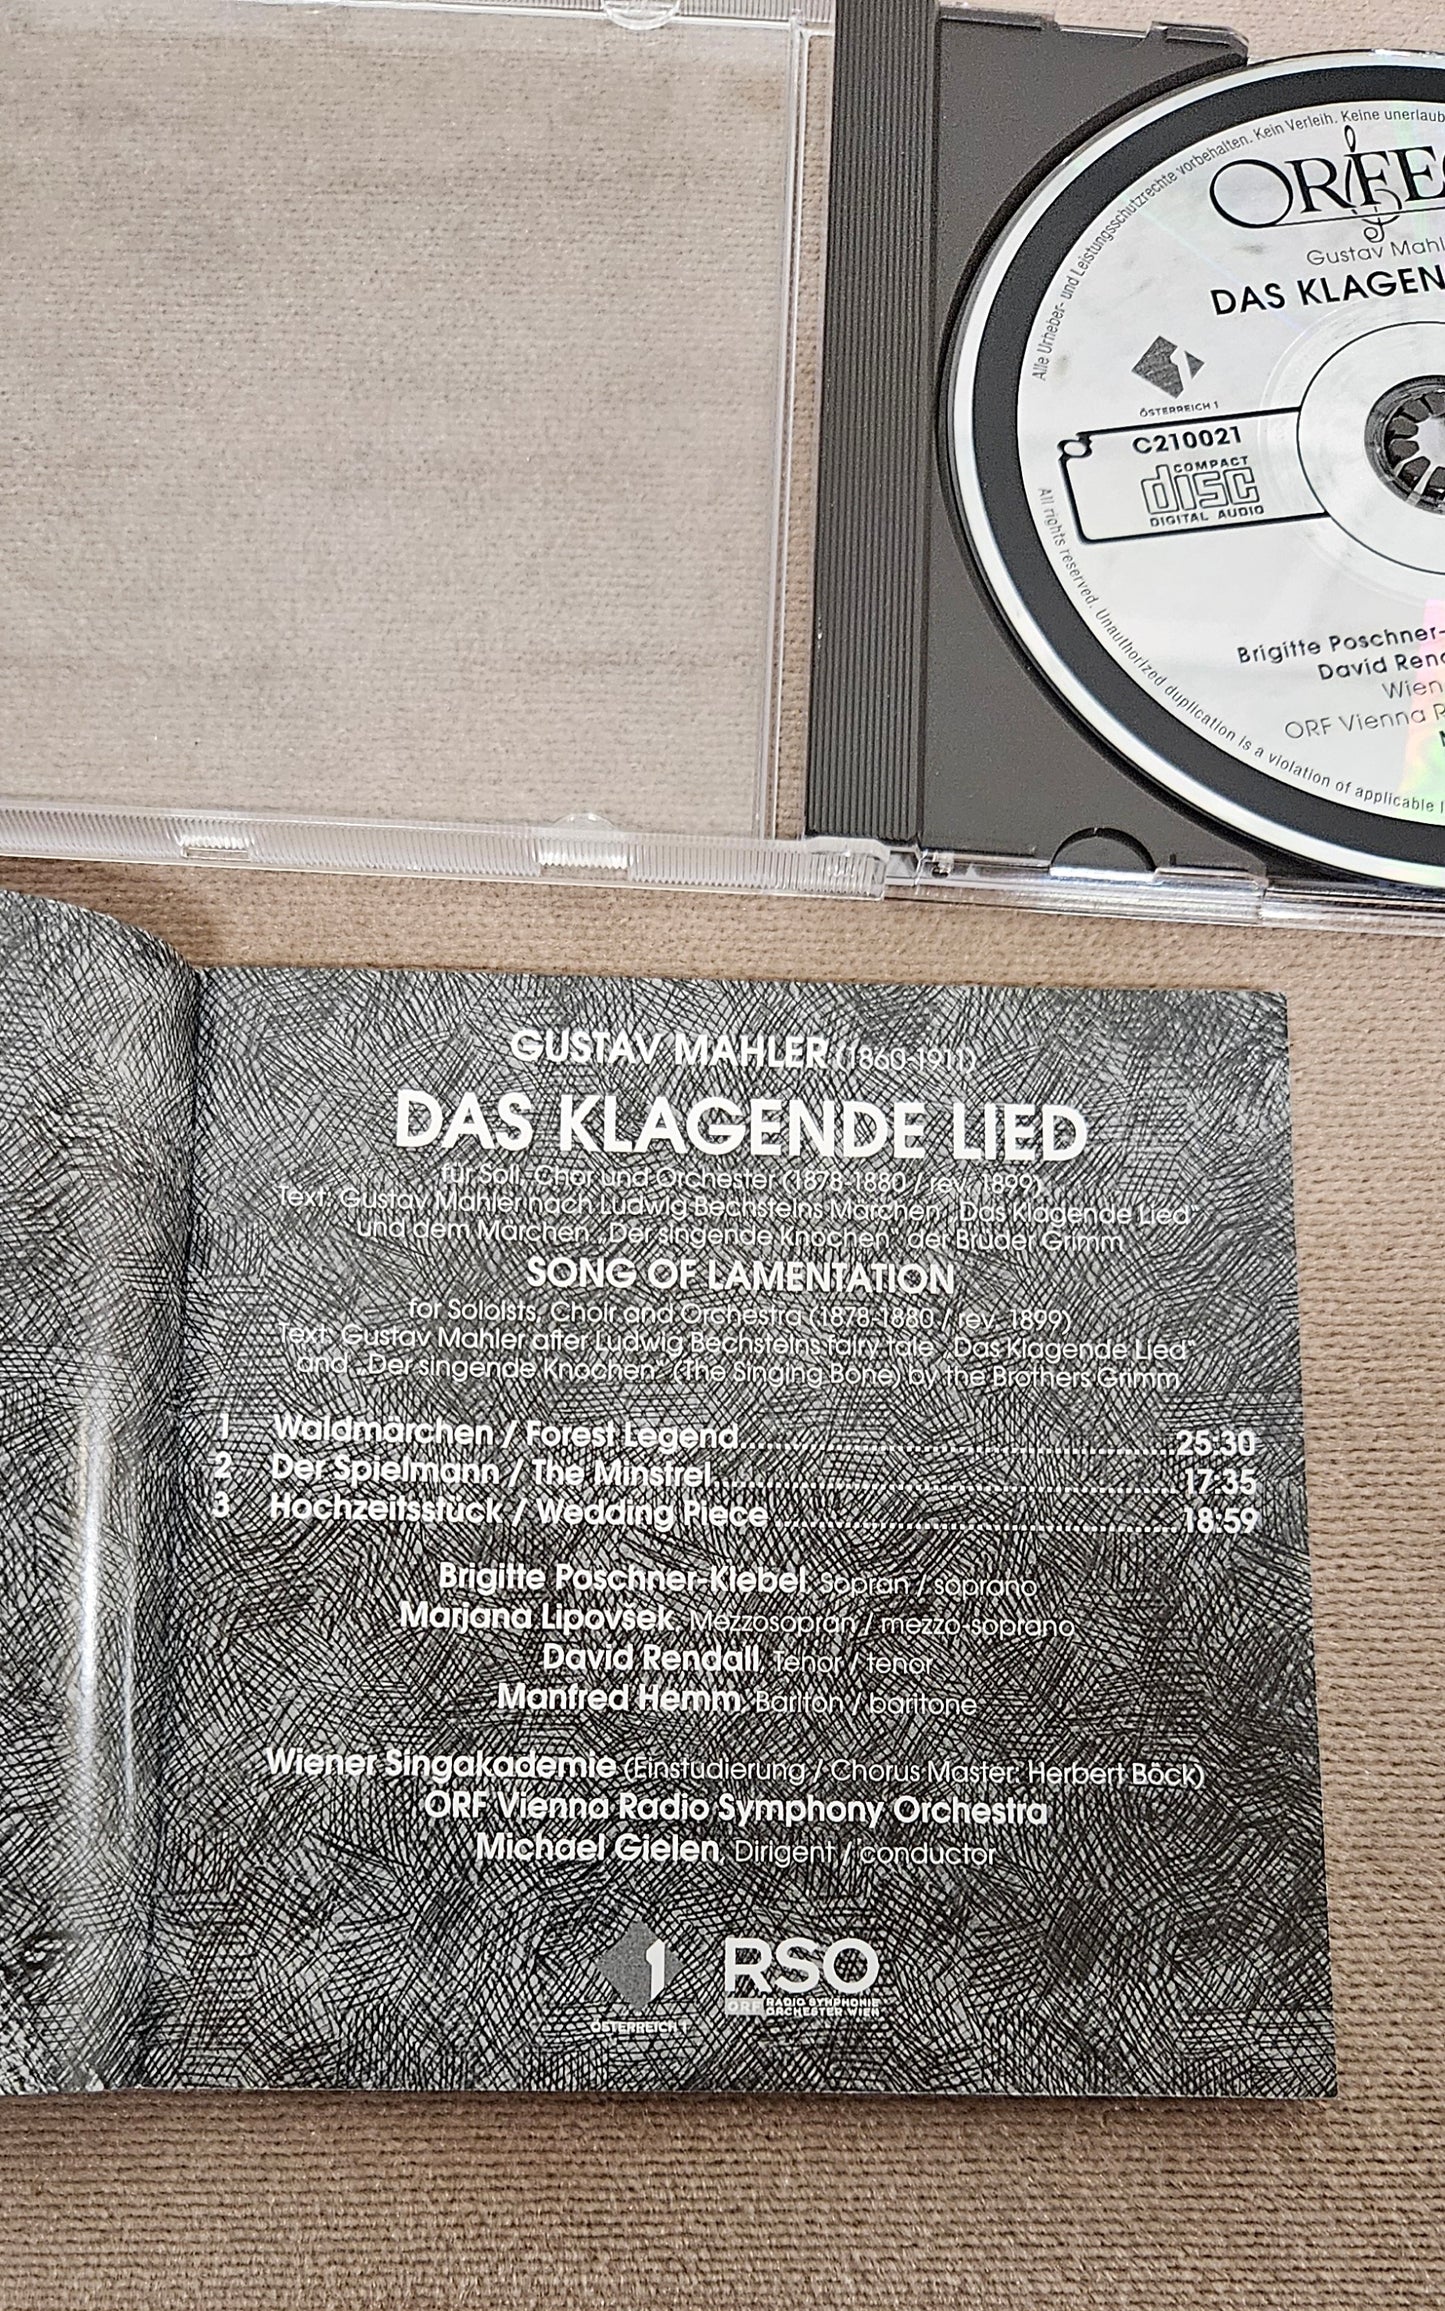 Alle Urheber- und Leistungsschutzrechte vorbehalten. Kein Verleih. Keine
ORFEO
Gustav
DAS
ÖSTERREICH 1
C210021
COMPACT
disc
DIGITAL AUDIO
All rights reserved. Unauthorized duplication is a violation of applicable
Brigitte Poschner-
David
ORF Vienna
GUSTAV MAHLER (1860-1911)
DAS KLAGENDE LIED
für Soli, Chor und Orchester (1878-1880 / rev. 1899)
Text: Gustav Mahler nach Ludwig Bechsteins Märchen „Das Klagende Lied“
und dem Märchen „Der singende Knochen“ der Brüder Grimm
SONG OF LAMENTATION
for Soloists, Choir and Orchestra (1878-1880 / rev. 1899)
Text: Gustav Mahler after Ludwig Bechsteins fairy tale „Das Klagende Lied“
and „Der singende Knochen“ (The Singing Bone) by the Brothers Grimm
1 Waldmärchen / Forest Legend 25:30
2 Der Spielmann / The Minstrel 17:35
3 Hochzeitsstück / Wedding Piece 18:59
Brigitte Poschner-Klebel, Sopran / soprano
Marjana Lipovšek, Mezzosopran / mezzo-soprano
David Rendall, Tenor / tenor
Manfred Hemm, Bariton / baritone
Wiener Singakademie (Einstudierung / Chorus Master: Herbert Böck)
ORF Vienna Radio Symphony Orchestra
Michael Gielen, Dirigent / conductor
1
ÖSTERREICH 1
RSO
ORF RADIO SYMPHONIE
ORCHESTER WIEN